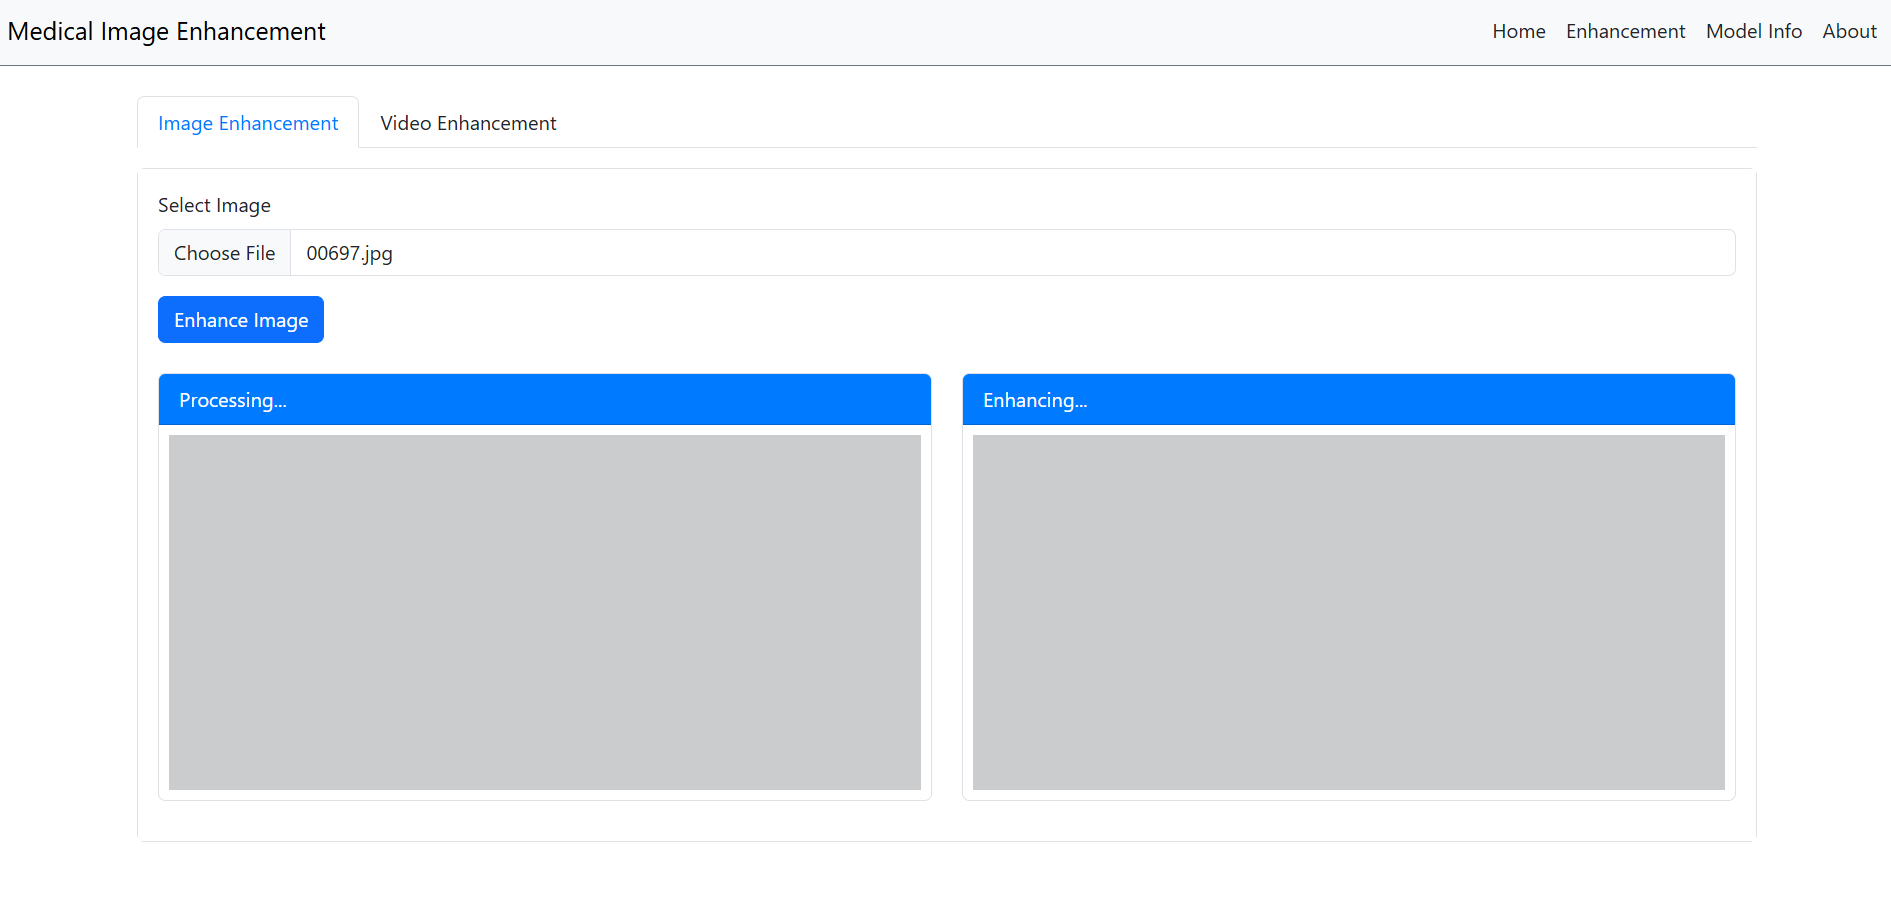 Medical Image Enhancement
Home Enhancement Model Info About
Image Enhancement Video Enhancement
Select Image
Choose File 00697.jpg
Enhance Image
Processing...
Enhancing...